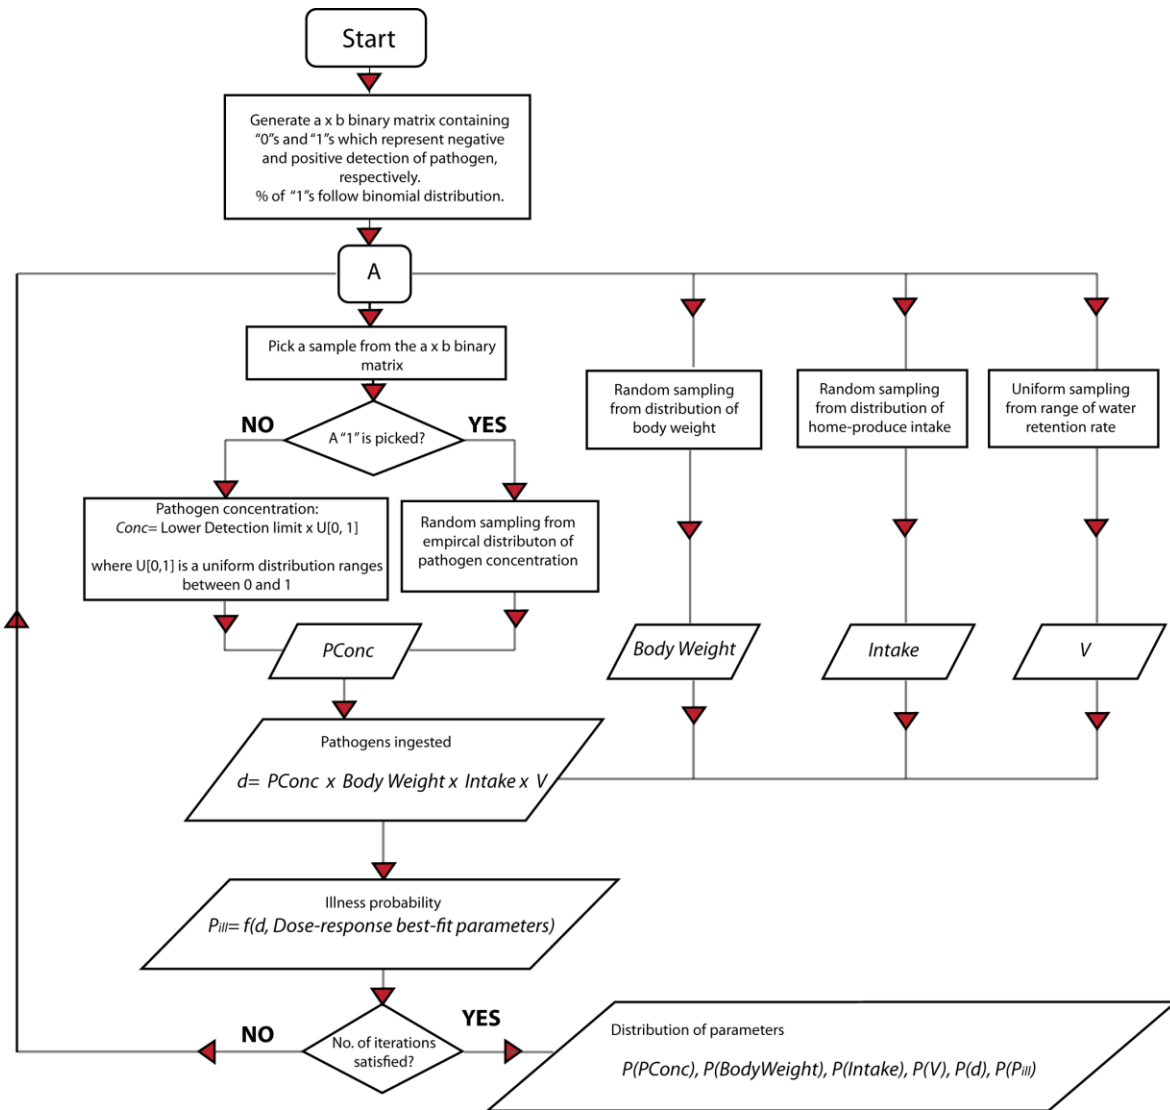 Start
Generate a x b binary matrix containing
“0”s and “1”s which represent negative
and positive detection of pathogen,
respectively.
% of “1”s follow binomial distribution.
A
Pick a sample from the a x b binary
matrix
Random sampling
from distribution of
body weight
Random sampling
from distribution of
home-produce intake
Uniform sampling
from range of water
retention rate
NO
A “1” is picked?
YES
Pathogen concentration:
Conc= Lower Detection limit x U[0, 1]
where U[0,1] is a uniform distribution ranges
between 0 and 1
Random sampling from
empircal distributon of
pathogen concentration
PConc
Body Weight
Intake
V
Pathogens ingested
d= PConc x Body Weight x Intake x V
Illness probability
Pill= f(d, Dose-response best-fit parameters)
NO
No. of iterations
satisfied?
YES
Distribution of parameters
P(PConc), P(BodyWeight), P(Intake), P(V), P(d), P(Pill)